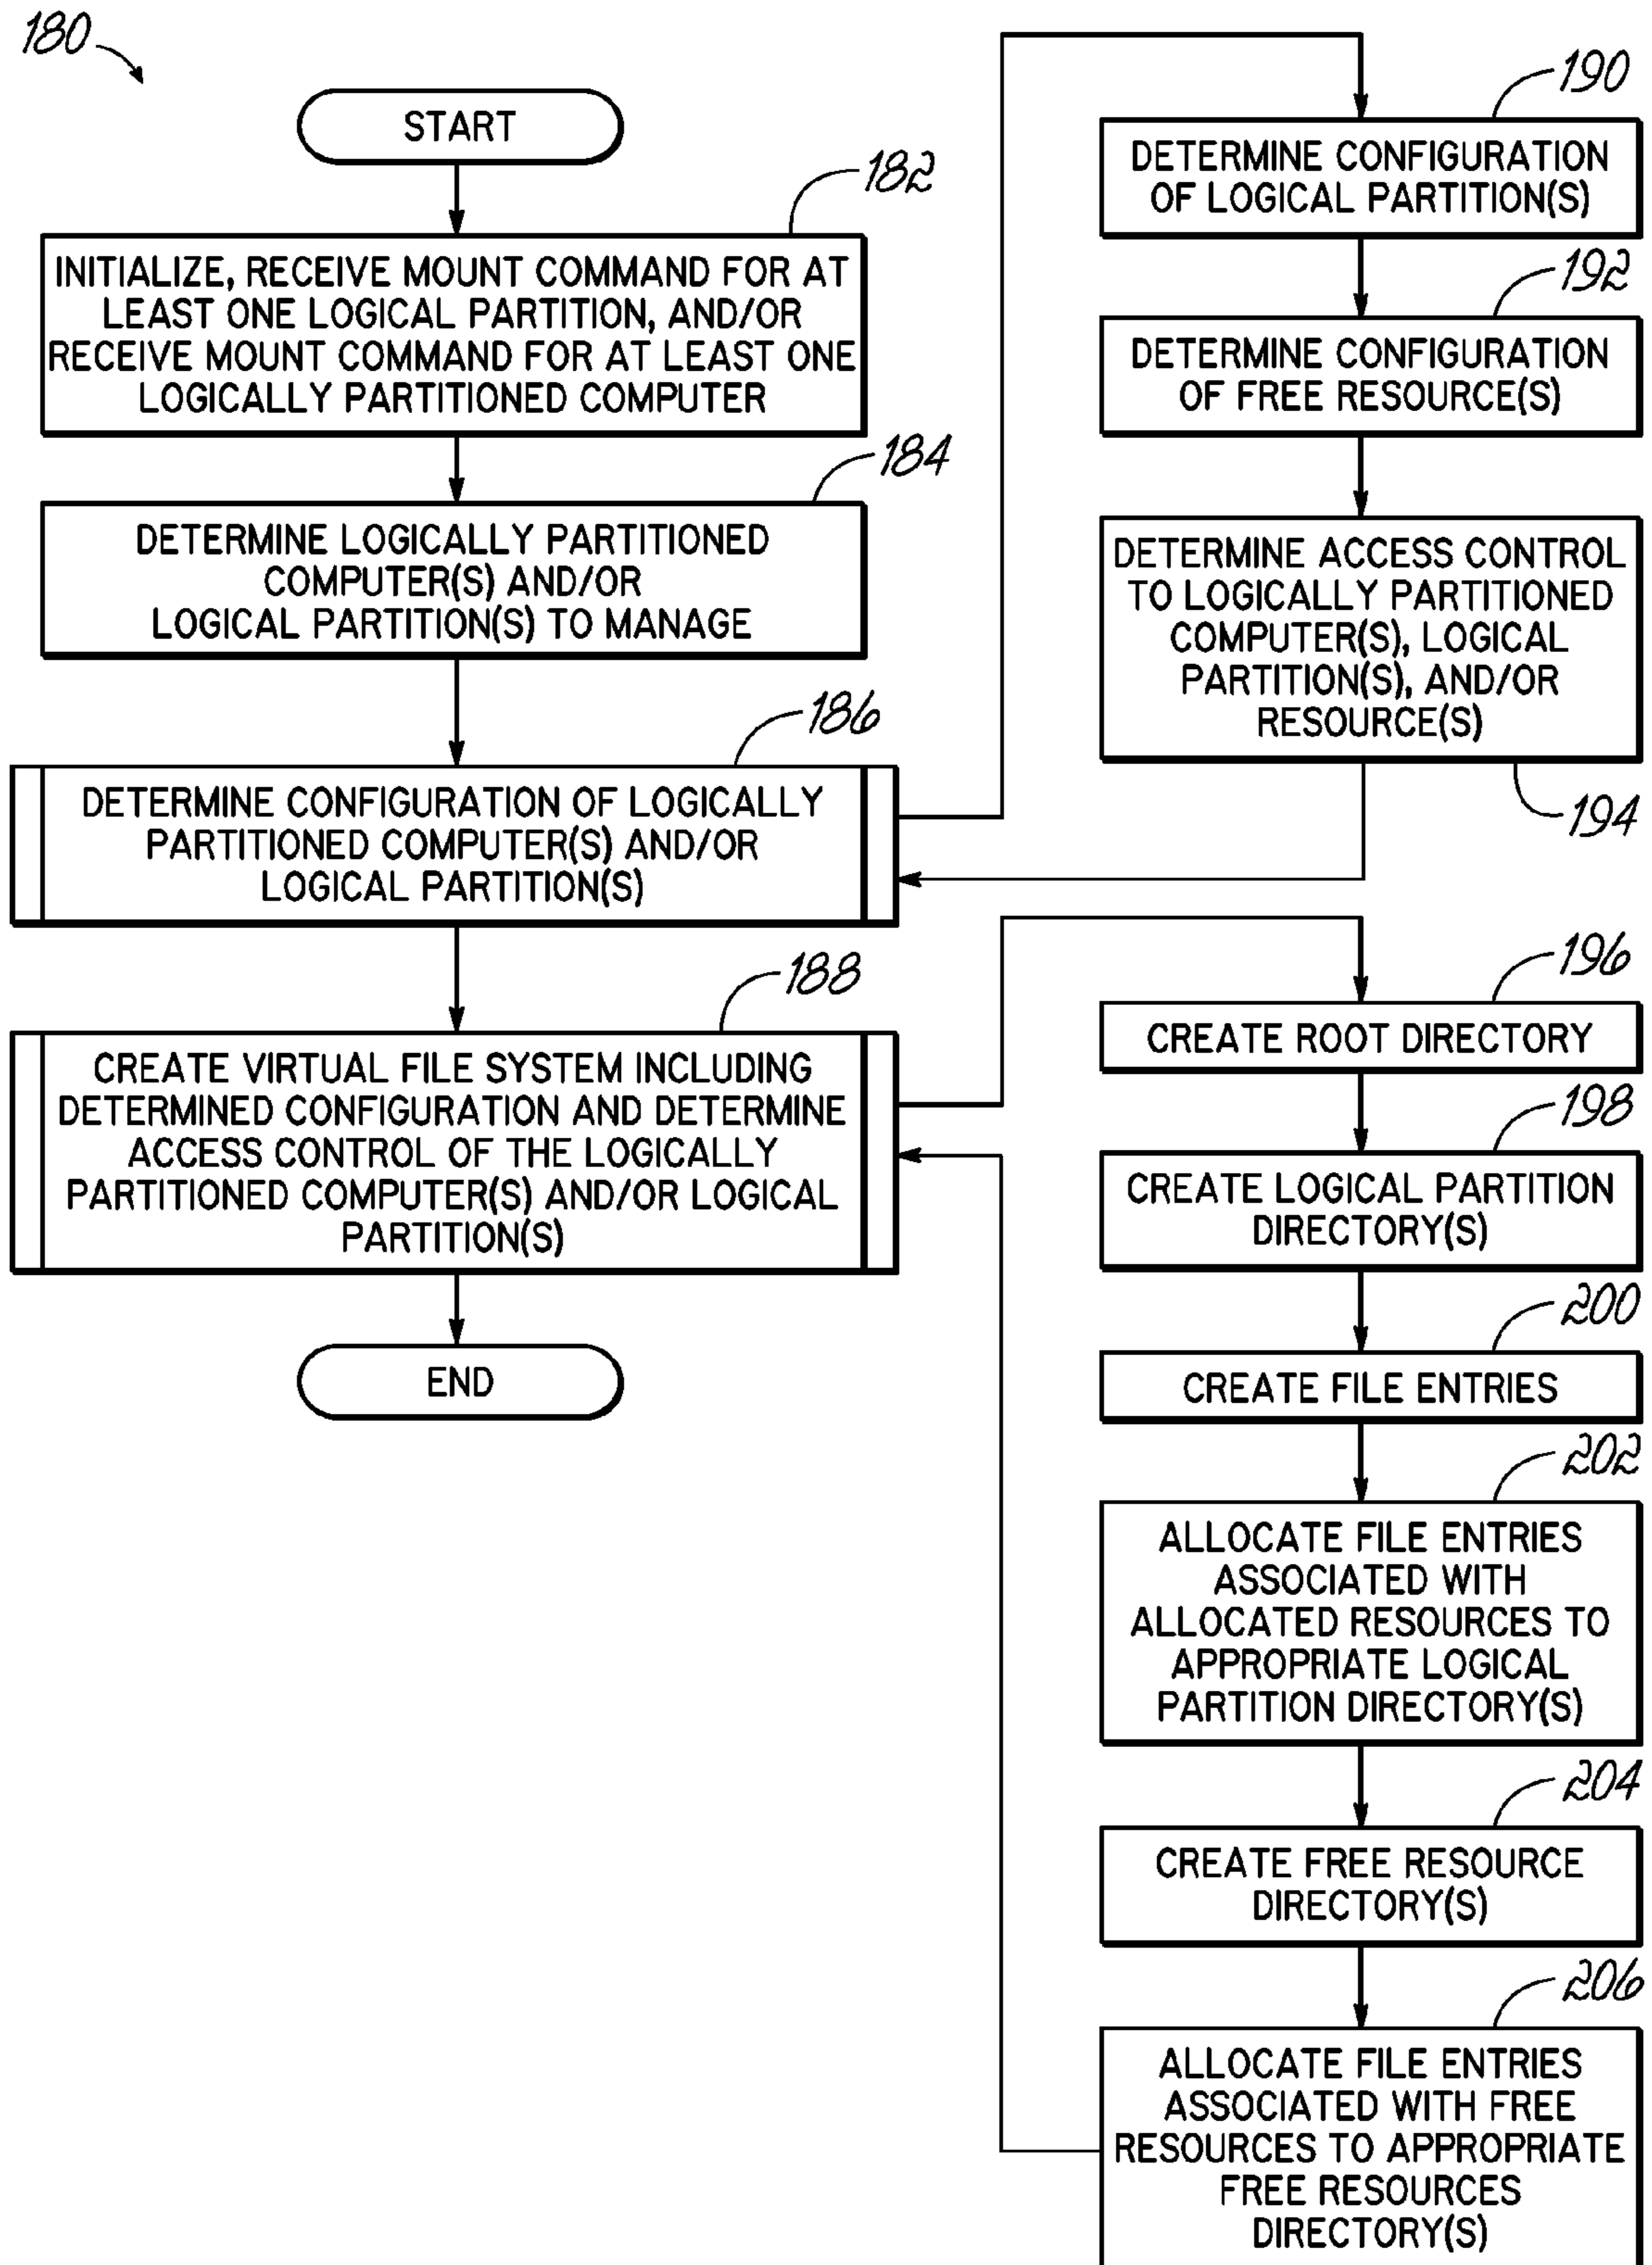 180
START
182
INITIALIZE, RECEIVE MOUNT COMMAND FOR AT
LEAST ONE LOGICAL PARTITION, AND/OR
RECEIVE MOUNT COMMAND FOR AT LEAST ONE
LOGICALLY PARTITIONED COMPUTER
184
DETERMINE LOGICALLY PARTITIONED
COMPUTER(S) AND/OR
LOGICAL PARTITION(S) TO MANAGE
186
DETERMINE CONFIGURATION OF LOGICALLY
PARTITIONED COMPUTER(S) AND/OR
LOGICAL PARTITION(S)
188
CREATE VIRTUAL FILE SYSTEM INCLUDING
DETERMINED CONFIGURATION AND DETERMINE
ACCESS CONTROL OF THE LOGICALLY
PARTITIONED COMPUTER(S) AND/OR LOGICAL
PARTITION(S)
END
190
DETERMINE CONFIGURATION
OF LOGICAL PARTITION(S)
192
DETERMINE CONFIGURATION
OF FREE RESOURCE(S)
DETERMINE ACCESS CONTROL
TO LOGICALLY PARTITIONED
COMPUTER(S), LOGICAL
PARTITION(S), AND/OR
RESOURCE(S)
194
196
CREATE ROOT DIRECTORY
198
CREATE LOGICAL PARTITION
DIRECTORY(S)
200
CREATE FILE ENTRIES
202
ALLOCATE FILE ENTRIES
ASSOCIATED WITH
ALLOCATED RESOURCES TO
APPROPRIATE LOGICAL
PARTITION DIRECTORY(S)
204
CREATE FREE RESOURCE
DIRECTORY(S)
206
ALLOCATE FILE ENTRIES
ASSOCIATED WITH FREE
RESOURCES TO APPROPRIATE
FREE RESOURCES
DIRECTORY(S)